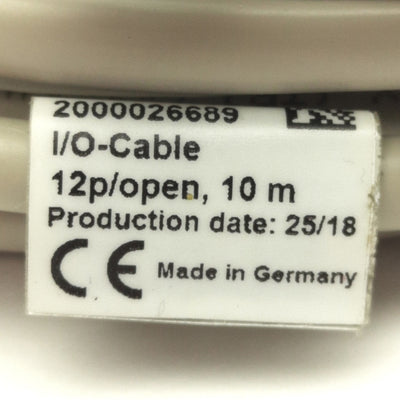 2000026689
I/O-Cable
12p/open, 10 m
Production date: 25/18
CE Made in Germany